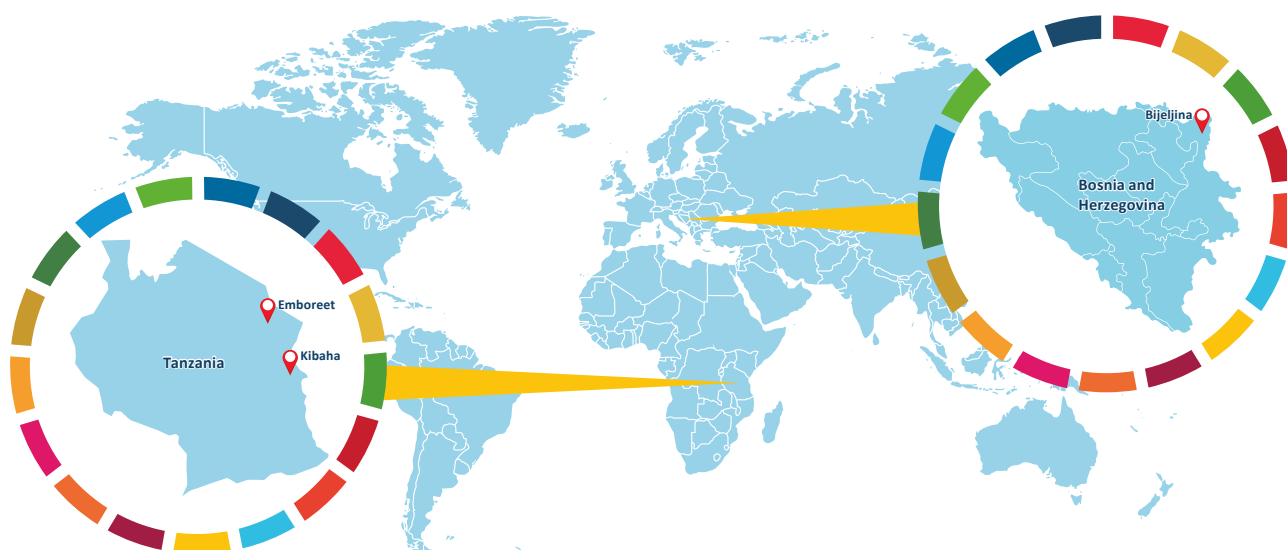 Bijeljina
Bosnia and
Herzegovina
Emboreet
Kibaha
Tanzania